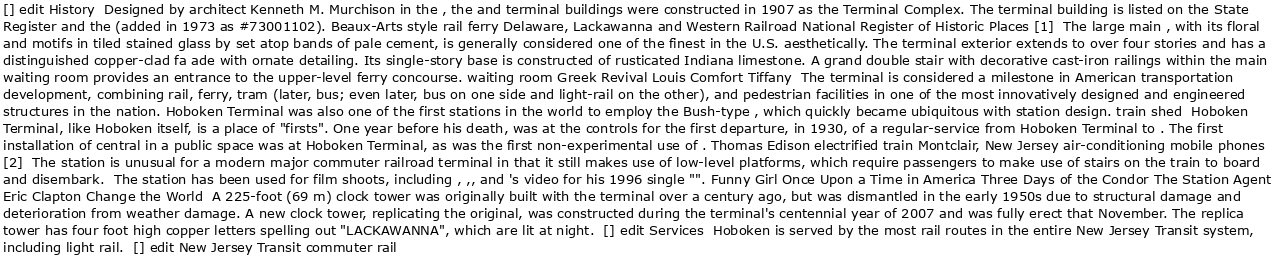 [] edit History  Designed by architect Kenneth M. Murchison in the , the and terminal buildings were constructed in 1907 as the Terminal Complex. The terminal building is listed on the State
Register and the (added in 1973 as #73001102). Beaux-Arts style rail ferry Delaware, Lackawanna and Western Railroad National Register of Historic Places [1]  The large main , with its floral
and motifs in tiled stained glass by set atop bands of pale cement, is generally considered one of the finest in the U.S. aesthetically. The terminal exterior extends to over four stories and has a
distinguished copper-clad fa ade with ornate detailing. Its single-story base is constructed of rusticated Indiana limestone. A grand double stair with decorative cast-iron railings within the main
waiting room provides an entrance to the upper-level ferry concourse. waiting room Greek Revival Louis Comfort Tiffany  The terminal is considered a milestone in American transportation
development, combining rail, ferry, tram (later, bus; even later, bus on one side and light-rail on the other), and pedestrian facilities in one of the most innovatively designed and engineered
structures in the nation. Hoboken Terminal was also one of the first stations in the world to employ the Bush-type , which quickly became ubiquitous with station design. train shed  Hoboken
Terminal, like Hoboken itself, is a place of "firsts". One year before his death, was at the controls for the first departure, in 1930, of a regular-service from Hoboken Terminal to . The first
installation of central in a public space was at Hoboken Terminal, as was the first non-experimental use of . Thomas Edison electrified train Montclair, New Jersey air-conditioning mobile phones
[2]  The station is unusual for a modern major commuter railroad terminal in that it still makes use of low-level platforms, which require passengers to make use of stairs on the train to board
and disembark.  The station has been used for film shoots, including , ,, and 's video for his 1996 single "". Funny Girl Once Upon a Time in America Three Days of the Condor The Station Agent
Eric Clapton Change the World  A 225-foot (69 m) clock tower was originally built with the terminal over a century ago, but was dismantled in the early 1950s due to structural damage and
deterioration from weather damage. A new clock tower, replicating the original, was constructed during the terminal's centennial year of 2007 and was fully erect that November. The replica
tower has four foot high copper letters spelling out "LACKAWANNA", which are lit at night.  [] edit Services  Hoboken is served by the most rail routes in the entire New Jersey Transit system,
including light rail.  [] edit New Jersey Transit commuter rail